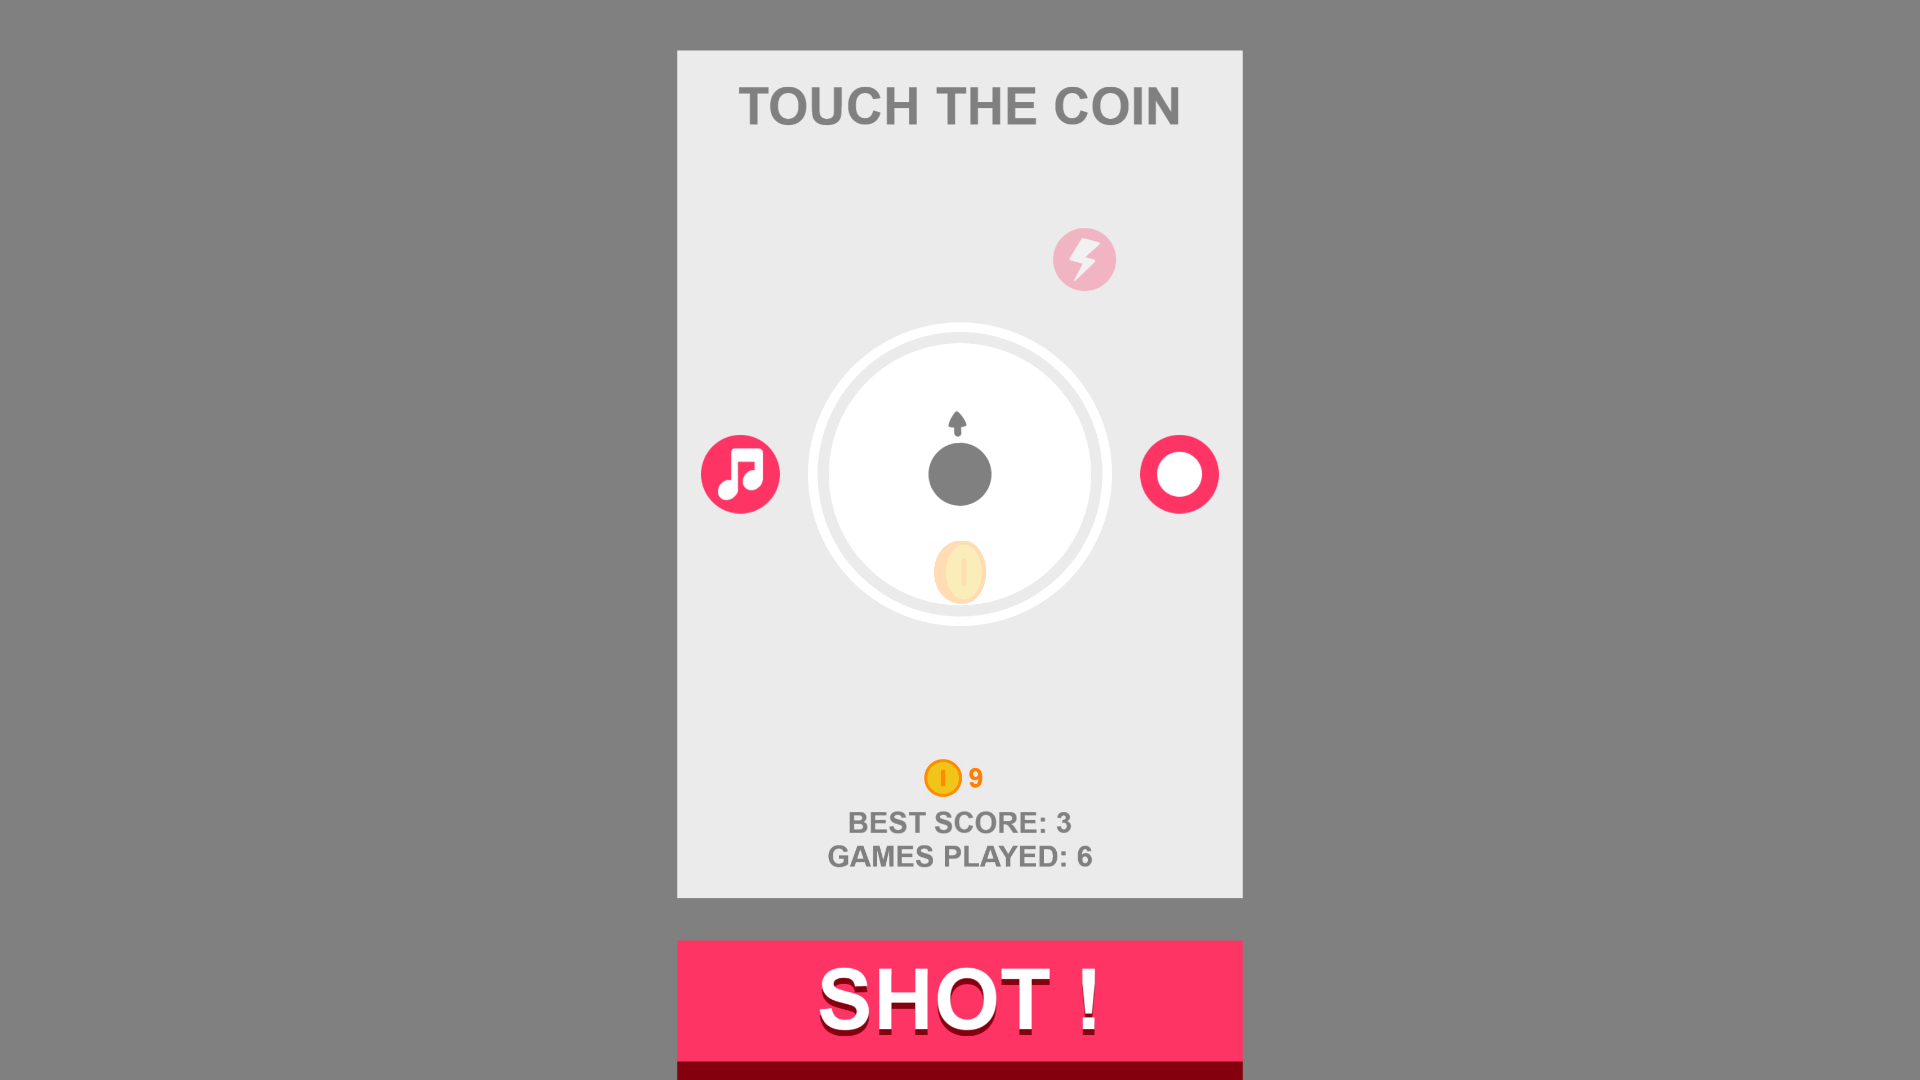 TOUCH THE COIN
9
BEST SCORE: 3
GAMES PLAYED: 6
SHOT !